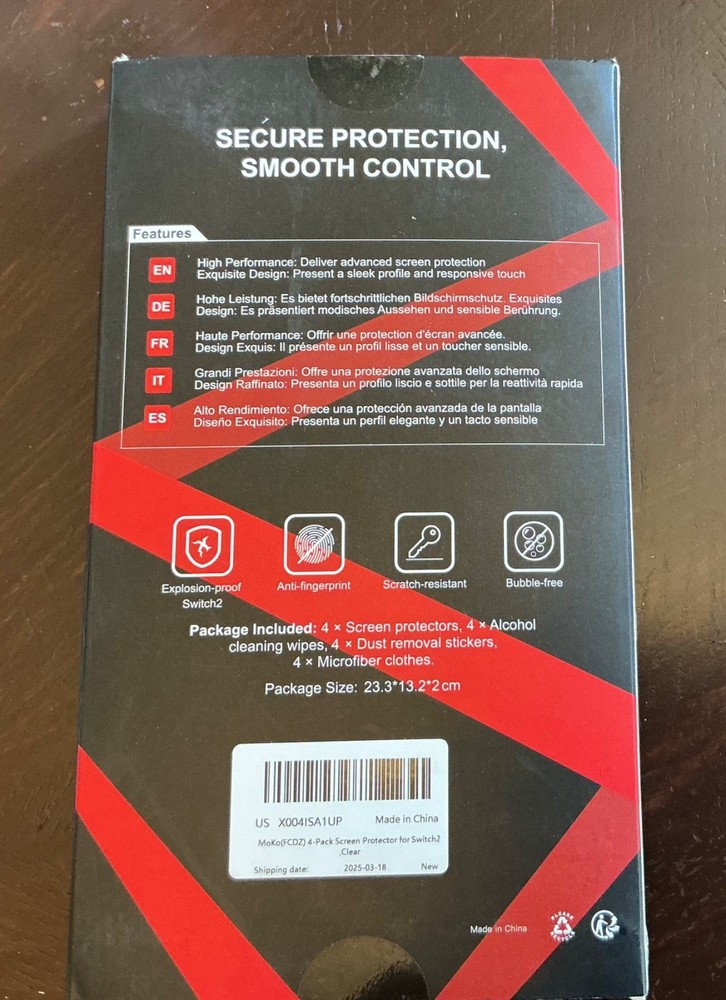 SECURE PROTECTION,
SMOOTH CONTROL
Features
EN
High Performance: Deliver advanced screen protection
Exquisite Design: Present a sleek profile and responsive touch
DE
Hohe Leistung: Es bietet fortschrittlichen Bildschirmschutz. Exquisites
Design: Es präsentiert modisches Aussehen und sensible Berührung.
FR
Haute Performance: Offrir une protection d'écran avancée.
Design Exquis: Il présente un profil lisse et un toucher sensible.
IT
Grandi Prestazioni: Offre una protezione avanzata dello schermo
Design Raffinato: Presenta un profilo liscio e sottile per la reattività rapida
ES
Alto Rendimiento: Ofrece una protección avanzada de la pantalla
Diseño Exquisito: Presenta un perfil elegante y un tacto sensible
Explosion-proof
Switch2
Anti-fingerprint
Scratch-resistant
Bubble-free
Package Included: 4 × Screen protectors, 4 × Alcohol
cleaning wipes, 4 × Dust removal stickers,
4 × Microfiber clothes.
Package Size: 23.3*13.2*2cm
US X004ISA1UP Made in China
MoKo(FCDZ) 4-Pack Screen Protector for Switch2
,Clear
Shipping date: 2025-03-16 New
Made in China
PLEASE
RECYCLE